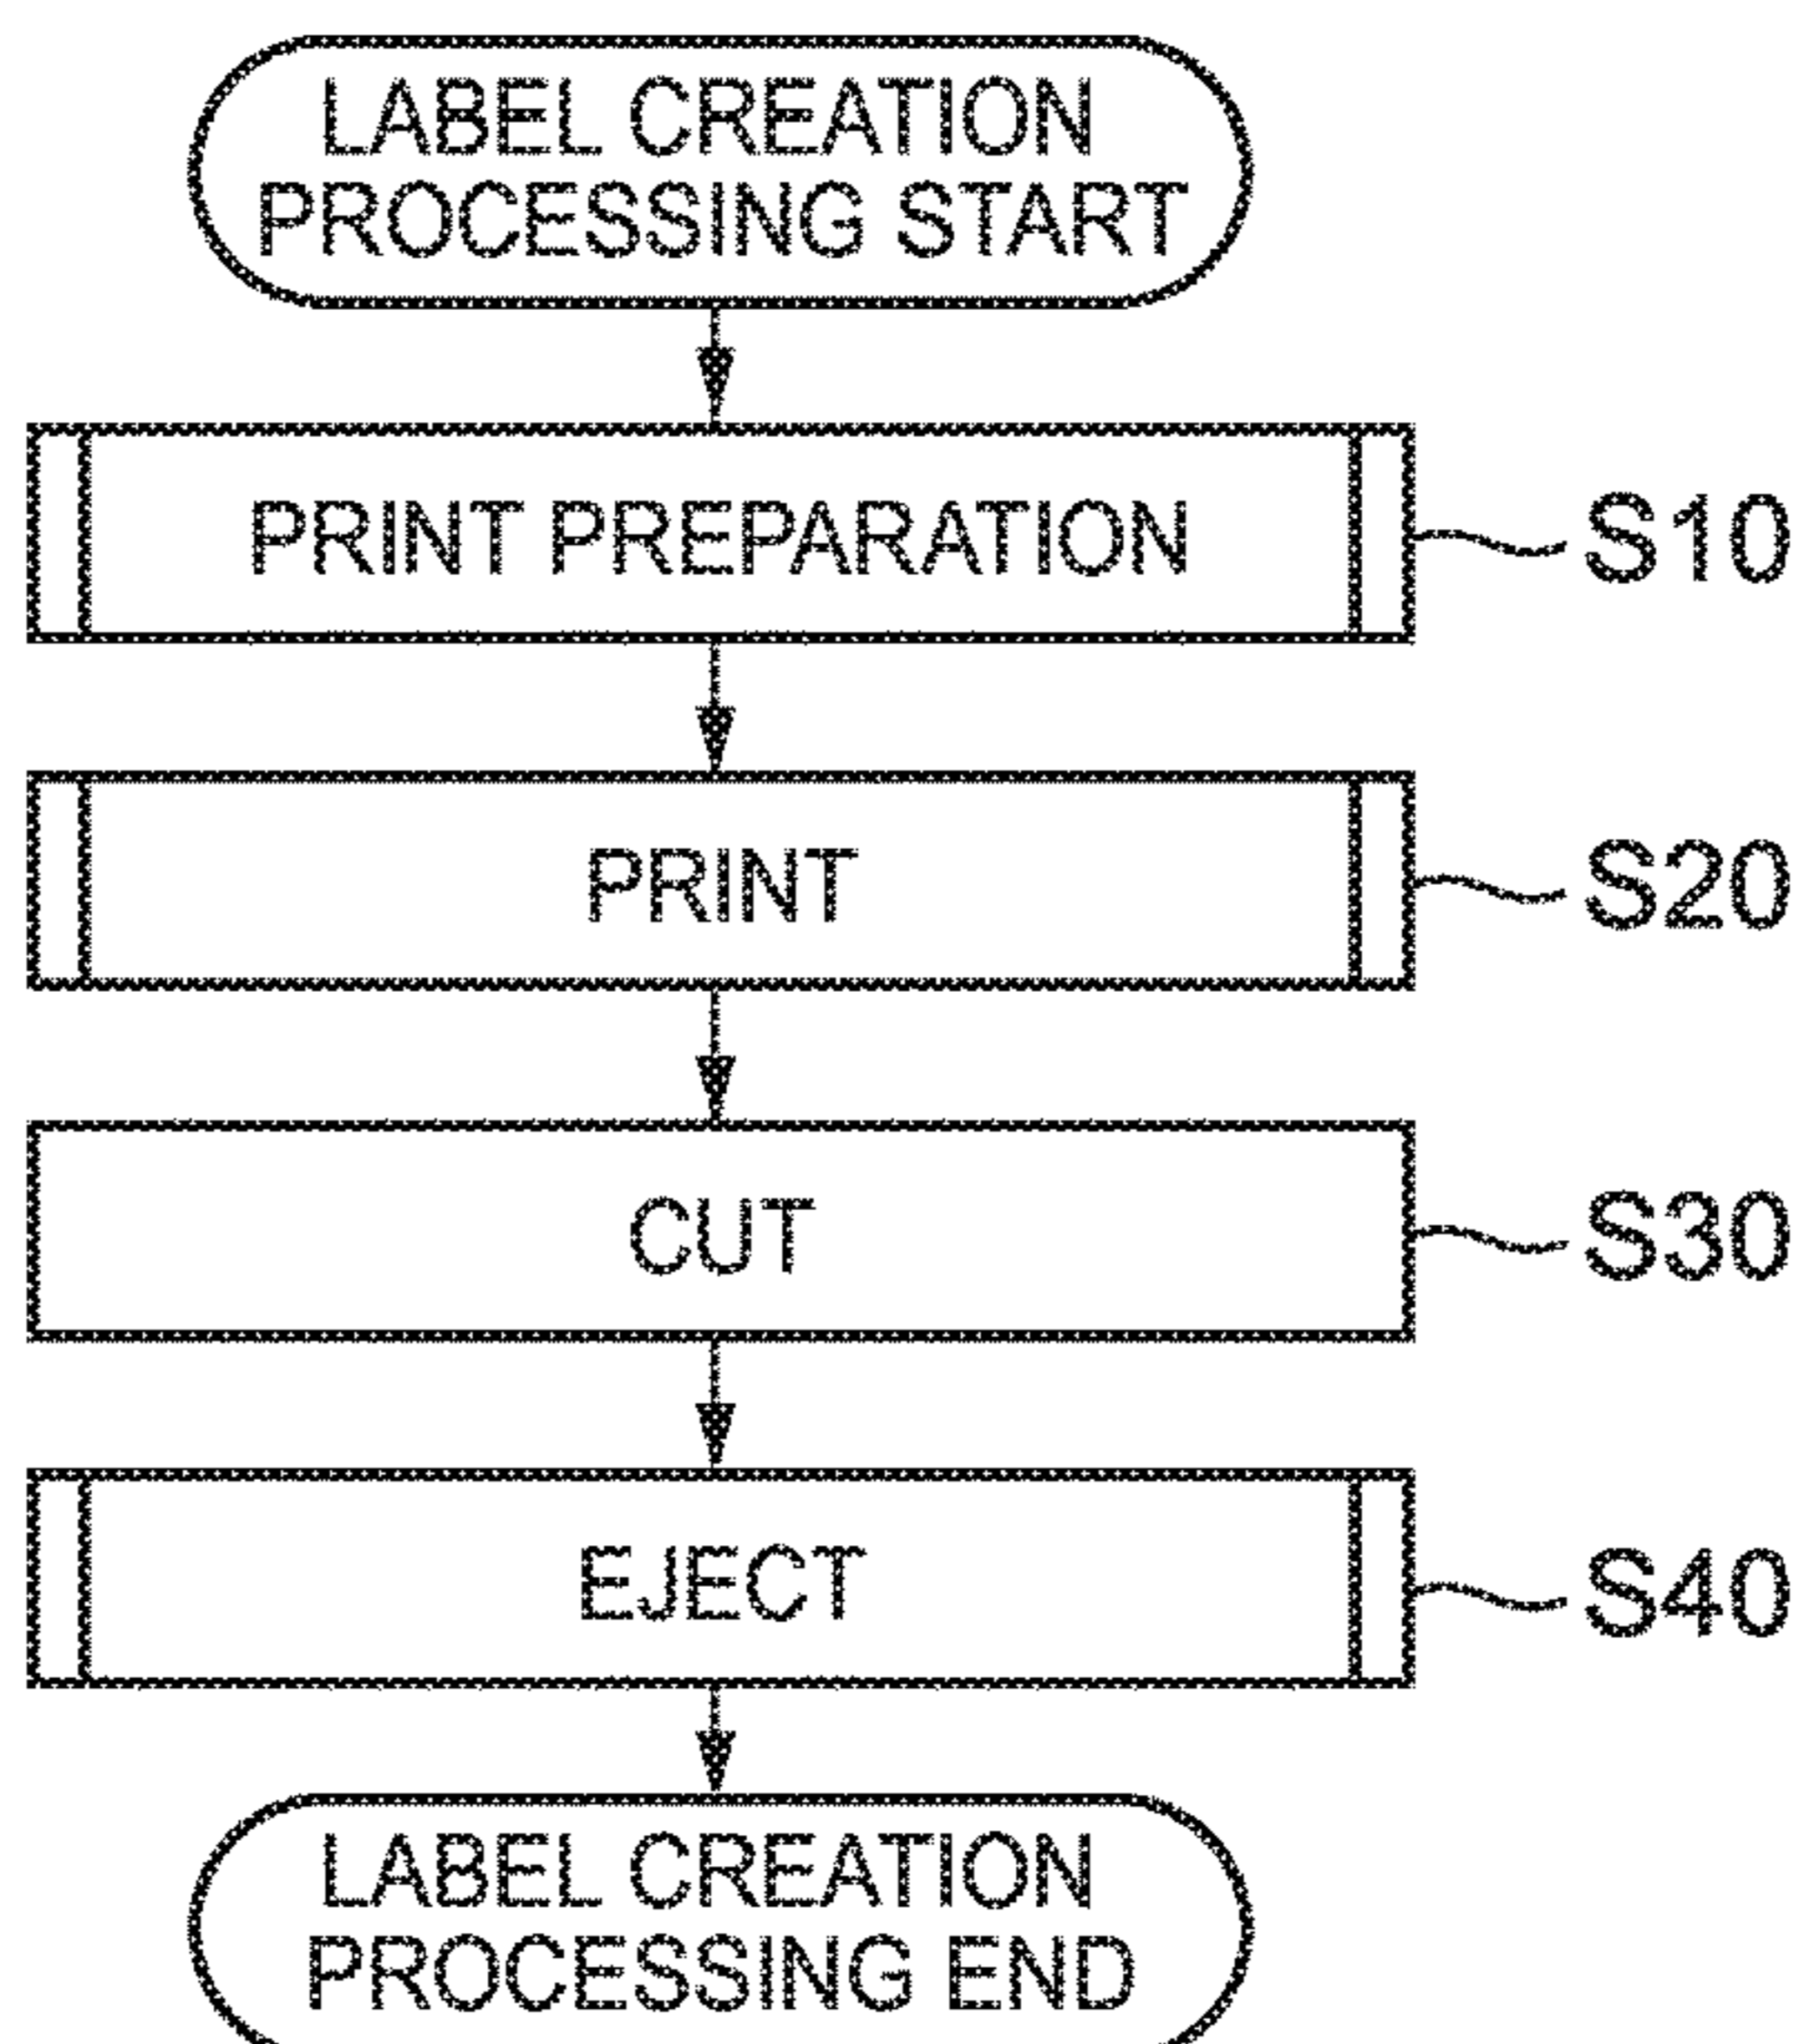 LABEL CREATION
PROCESSING START
PRINT PREPARATION
S10
PRINT
S20
CUT
S30
EJECT
S40
LABEL CREATION
PROCESSING END